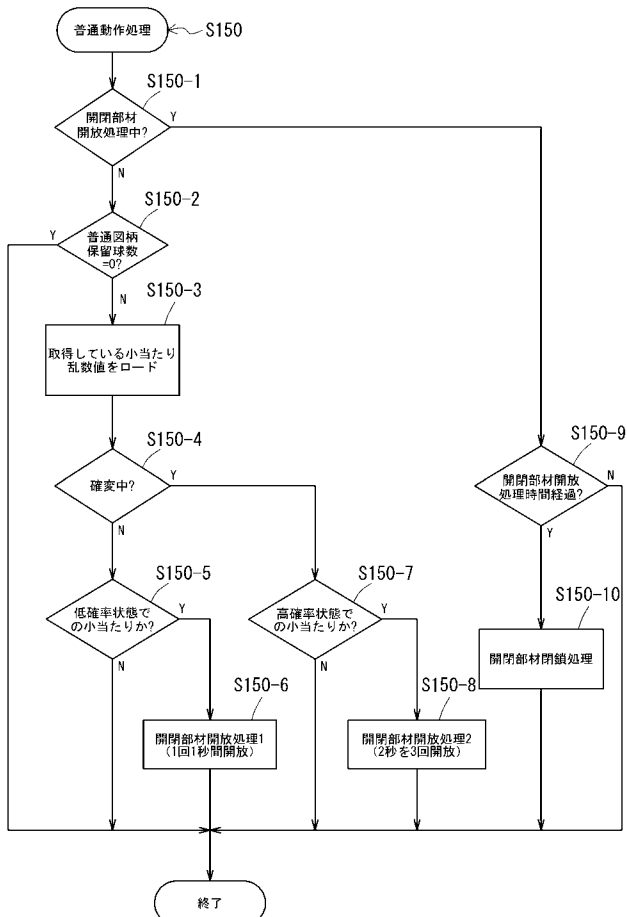 普通動作処理
S150
S150-1
開閉部材
開放処理中?
Y
N
S150-2
Y
普通図柄
保留球数
=0?
N
S150-3
取得している小当たり
乱数値をロード
S150-4
確変中?
Y
N
S150-9
開閉部材開放
処理時間経過?
N
Y
S150-5
低確率状態で
の小当たりか?
Y
N
S150-7
高確率状態で
の小当たりか?
Y
N
S150-10
開閉部材閉鎖処理
S150-6
開閉部材開放処理1
(1回1秒間開放)
S150-8
開閉部材開放処理2
(2秒を3回開放)
終了